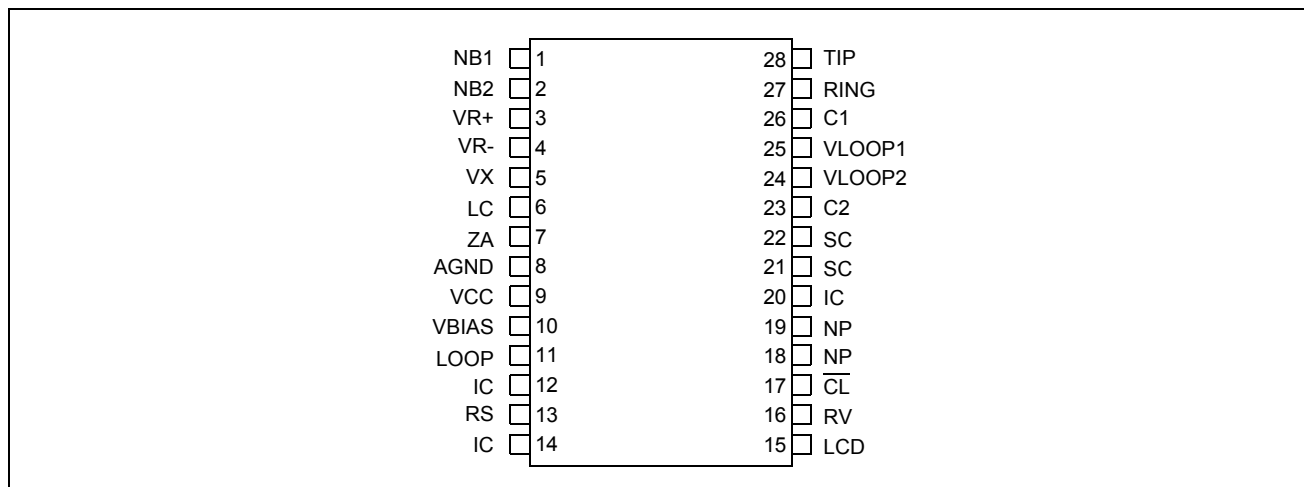 NB1 1 28 TIP
NB2 2 27 RING
VR+ 3 26 C1
VR- 4 25 VLOOP1
VX 5 24 VLOOP2
LC 6 23 C2
ZA 7 22 SC
AGND 8 21 SC
VCC 9 20 IC
VBIAS 10 19 NP
LOOP 11 18 NP
IC 12 17 C̅L̅
RS 13 16 RV
IC 14 15 LCD